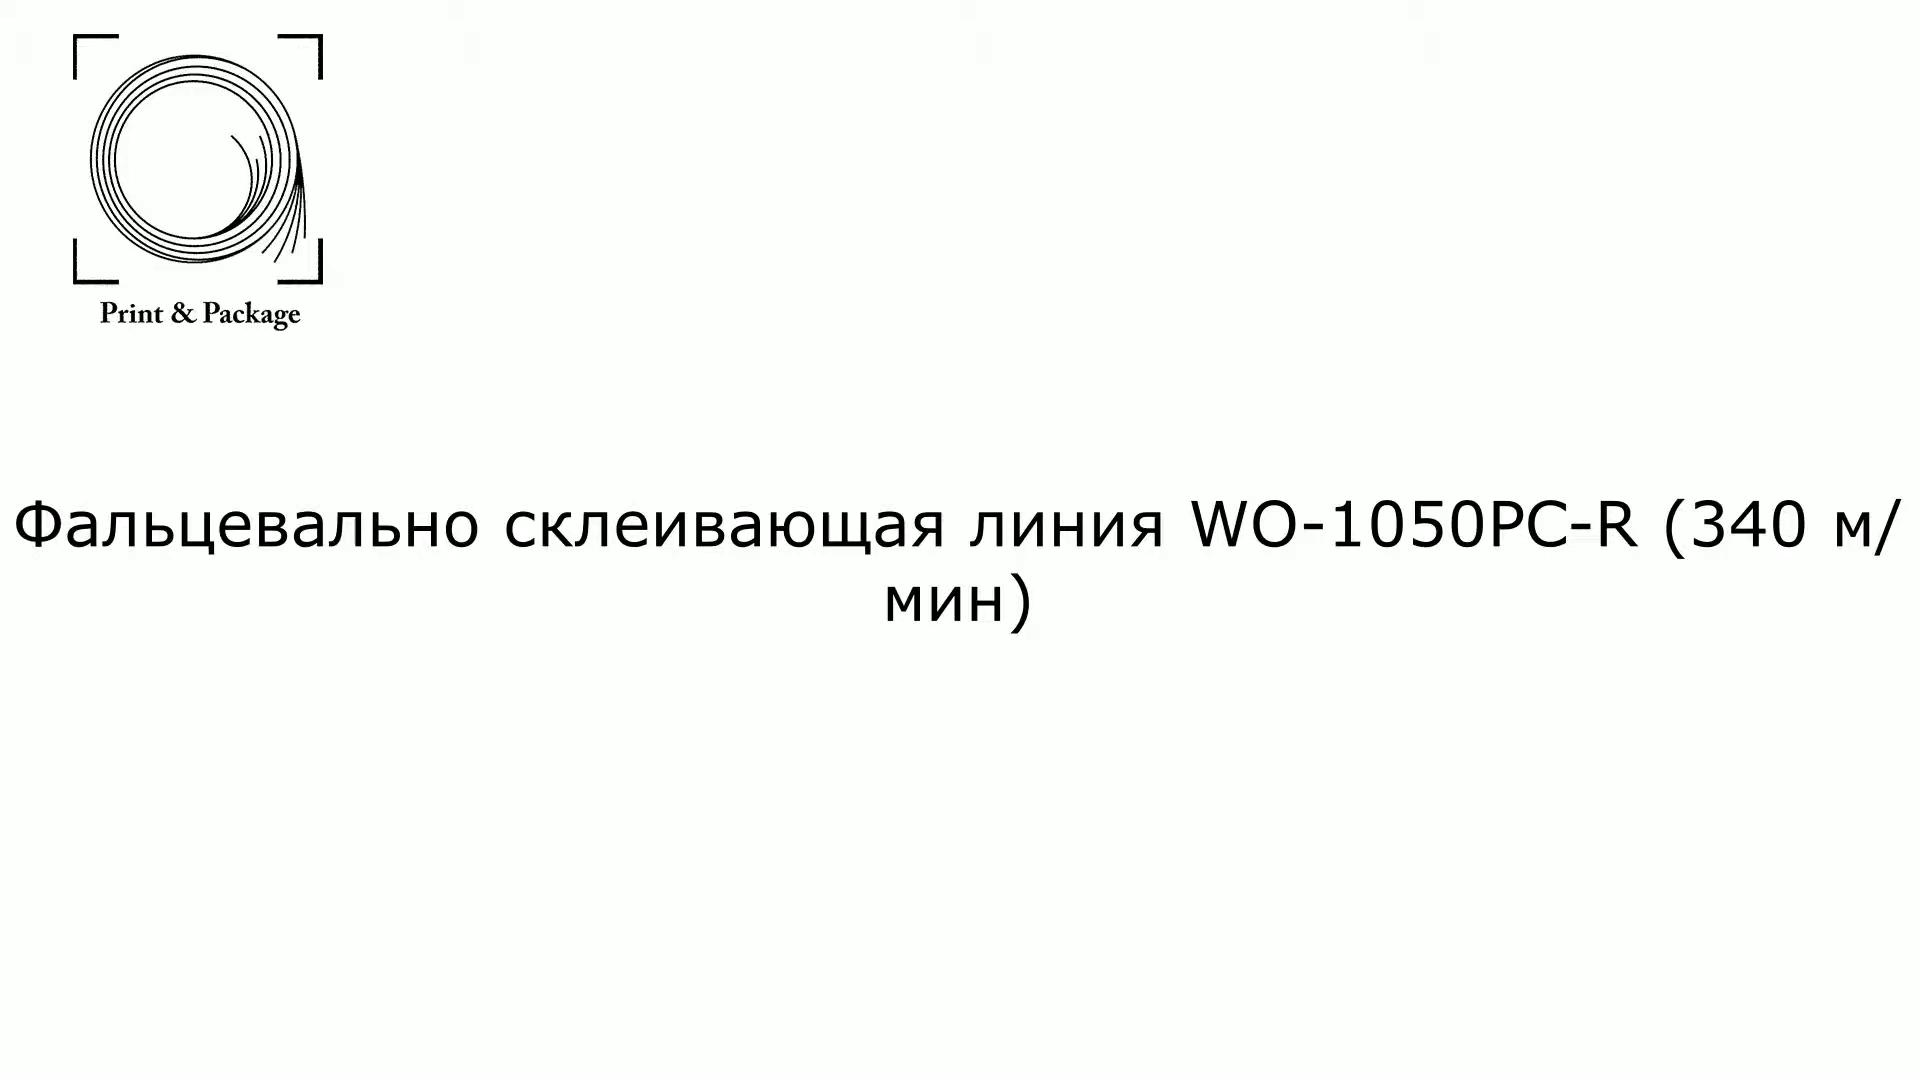 Print & Package
Фальцевально склеивающая линия WO-1050PC-R (340 м/
мин)